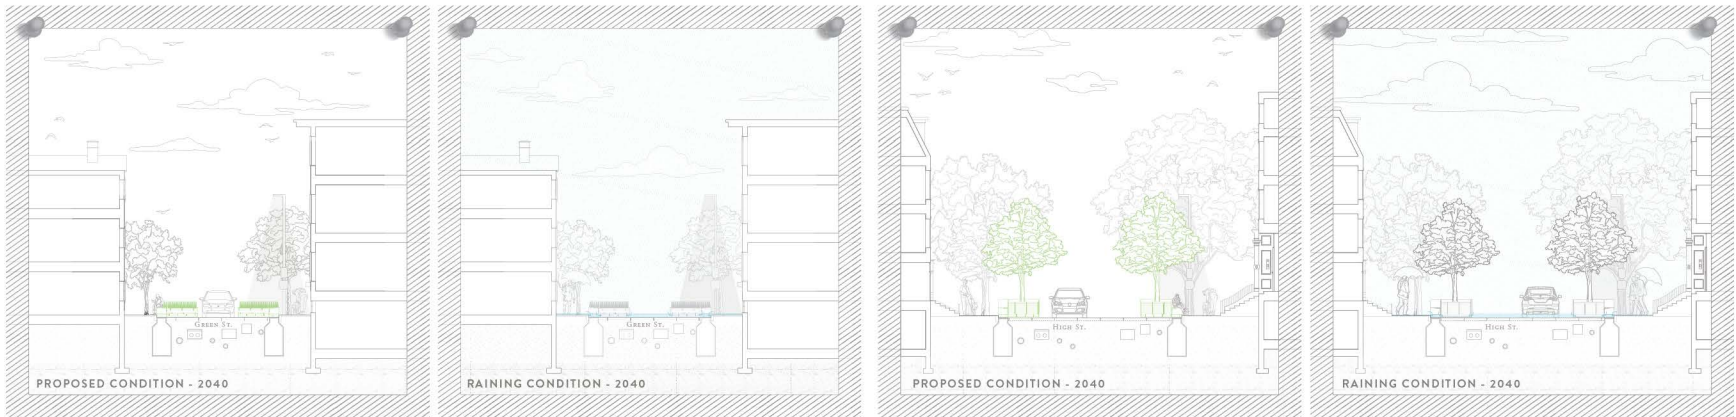 GREEN ST.
PROPOSED CONDITION - 2040
GREEN ST.
RAINING CONDITION - 2040
HIGH ST.
PROPOSED CONDITION - 2040
HIGH ST.
RAINING CONDITION - 2040